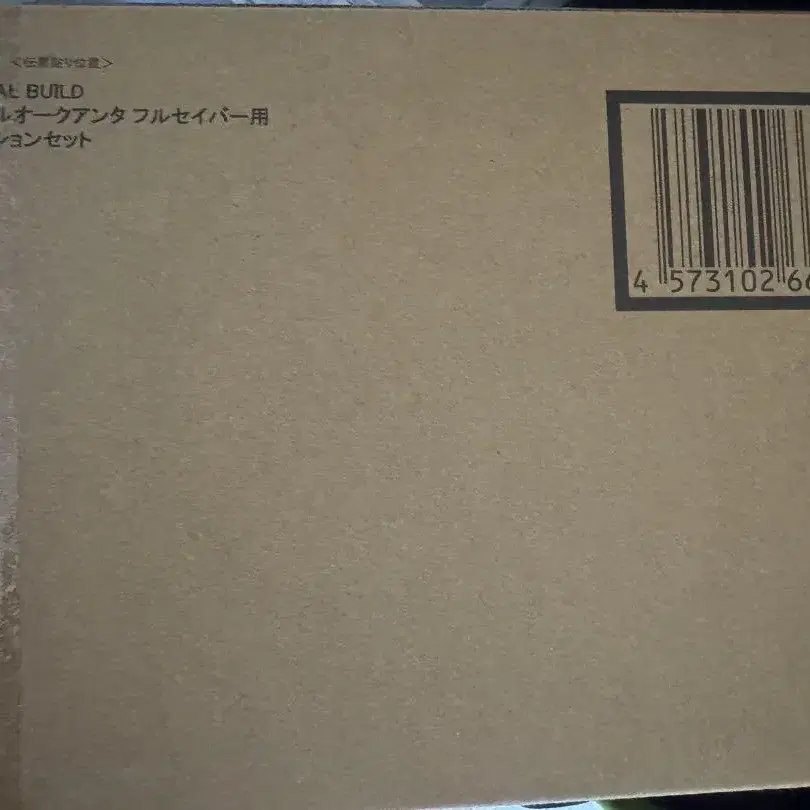 <伝票貼り位置>
AL BUILD
ルオークアンタ フルセイバー用
ションセット
4 573102 66